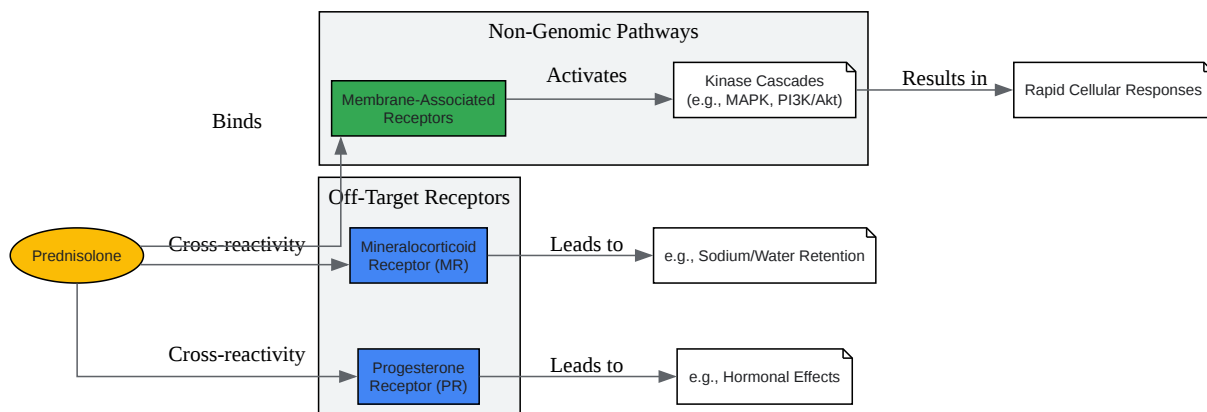 Non-Genomic Pathways
Membrane-Associated
Receptors
Activates
Kinase Cascades
(e.g., MAPK, PI3K/Akt)
Results in
Rapid Cellular Responses
Binds
Off-Target Receptors
Prednisolone
Cross-reactivity
Mineralocorticoid
Receptor (MR)
Leads to
e.g., Sodium/Water Retention
Cross-reactivity
Progesterone
Receptor (PR)
Leads to
e.g., Hormonal Effects